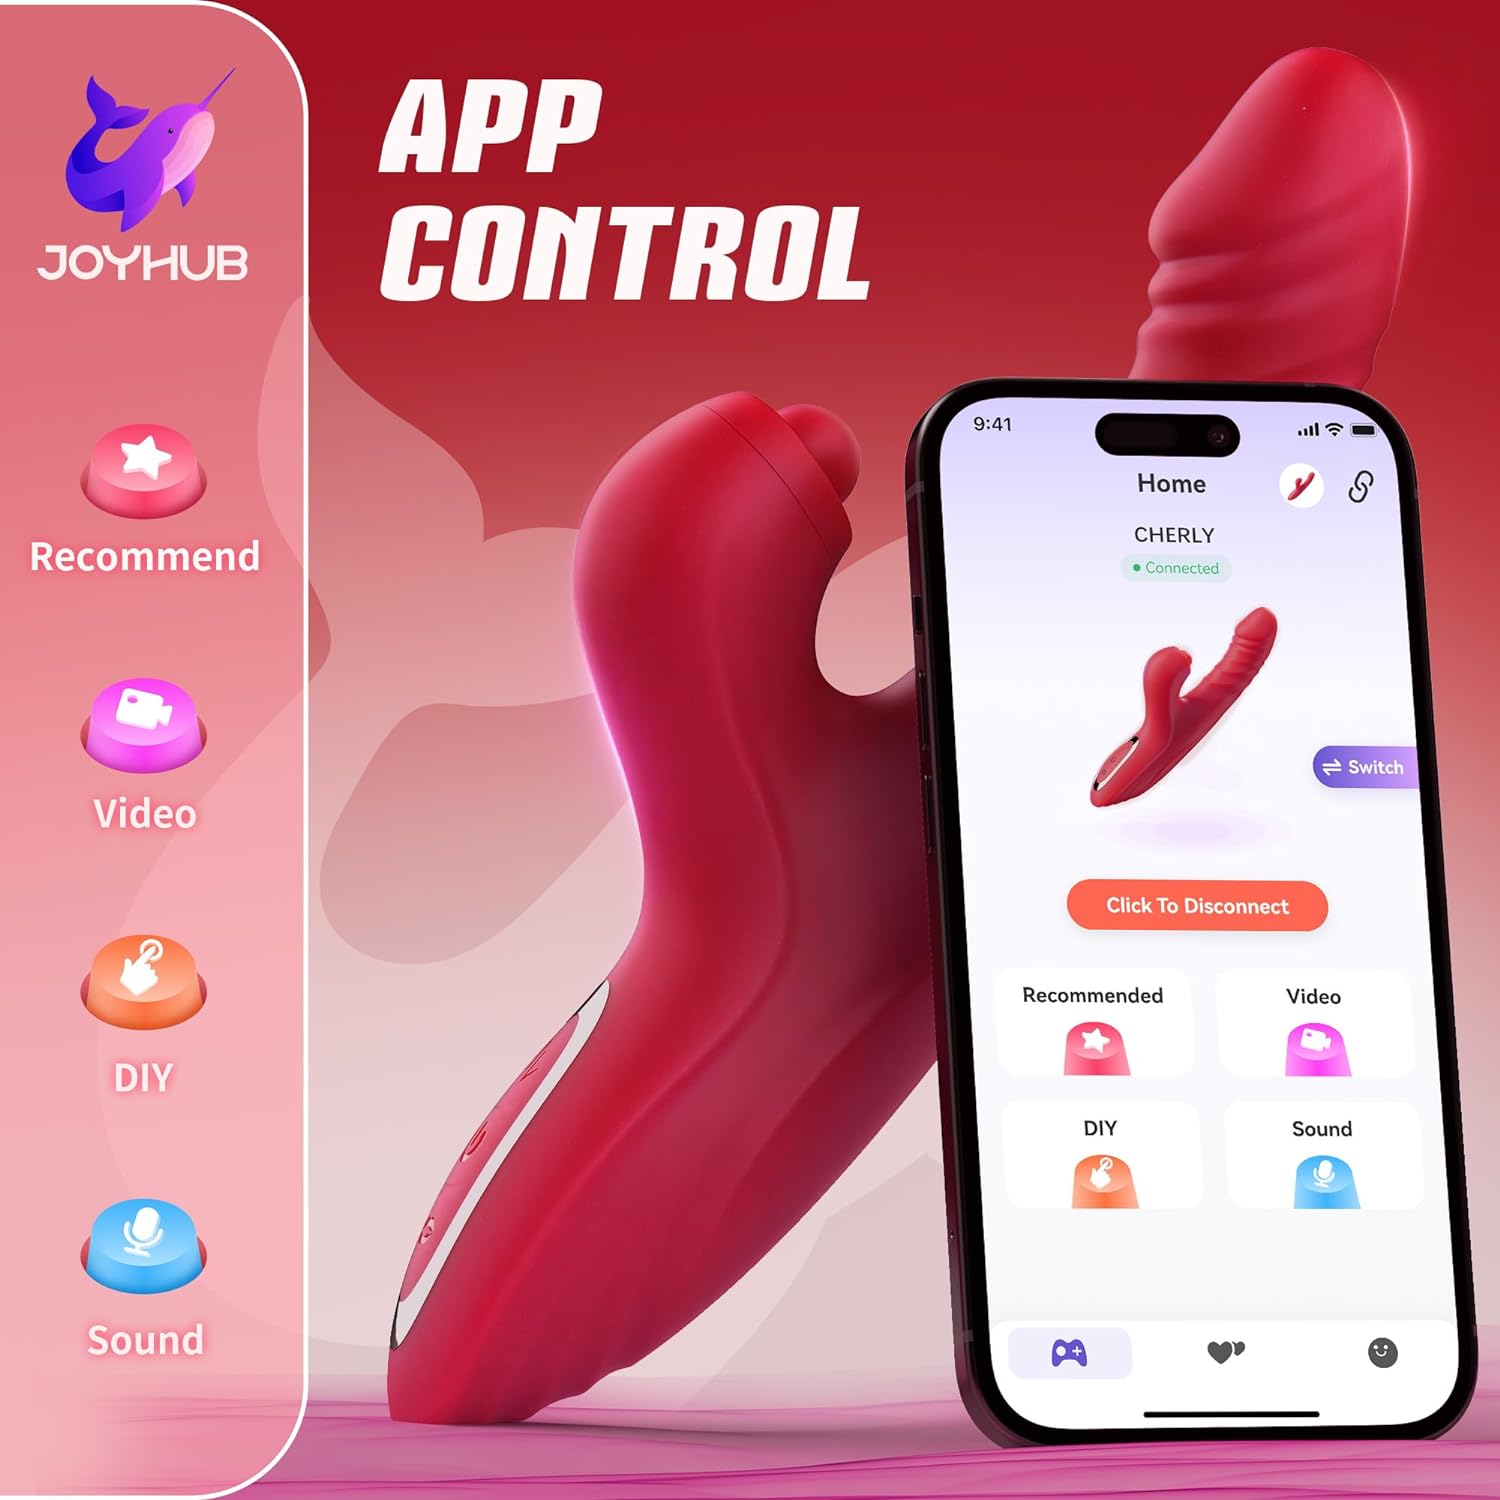 JOYHUB
Recommend
Video
DIY
Sound
APP
CONTROL
9:41
Home
CHERLY
Connected
Switch
Click To Disconnect
Recommended
Video
DIY
Sound